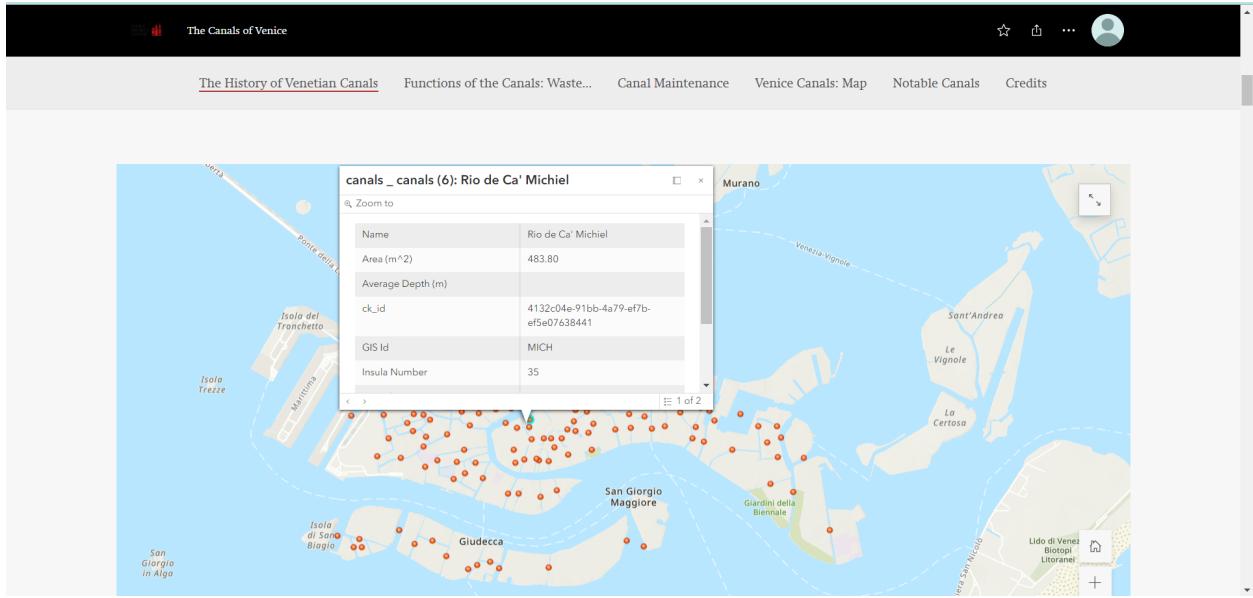 The Canals of Venice
The History of Venetian Canals
Functions of the Canals: Waste...
Canal Maintenance
Venice Canals: Map
Notable Canals
Credits
canals _ canals (6): Rio de Ca' Michiel
Zoom to
Name Rio de Ca' Michiel
Area (m^2) 483.80
Average Depth (m)
ck_id 4132c04e-91bb-4a79-ef7b-
ef5e07638441
GIS Id MICH
Insula Number 35
1 of 2
Murano
Ponte della
Venezia-Vignole
Isola del
Tronchetto
Sant'Andrea
Le
Vignole
Isola
Trezze
Marittima
La
Certosa
San Giorgio
Maggiore
Giardini della
Biennale
Isola
di San
Biagio
Giudecca
San
Giorgio
in Alga
Lido di Venez
Biotopi
Litoranei
iera San Nicolò